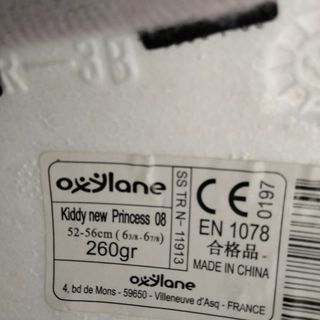 R-3B
oxylane
Kiddy new Princess 08
52-56cm (6 3/8 - 6 7/8)
260gr
SS TR.N-11913
CE 0197
EN 1078
合格品
MADE IN CHINA
oxylane
4, bd de Mons - 59650 - Villeneuve d'Asq - FRANCE